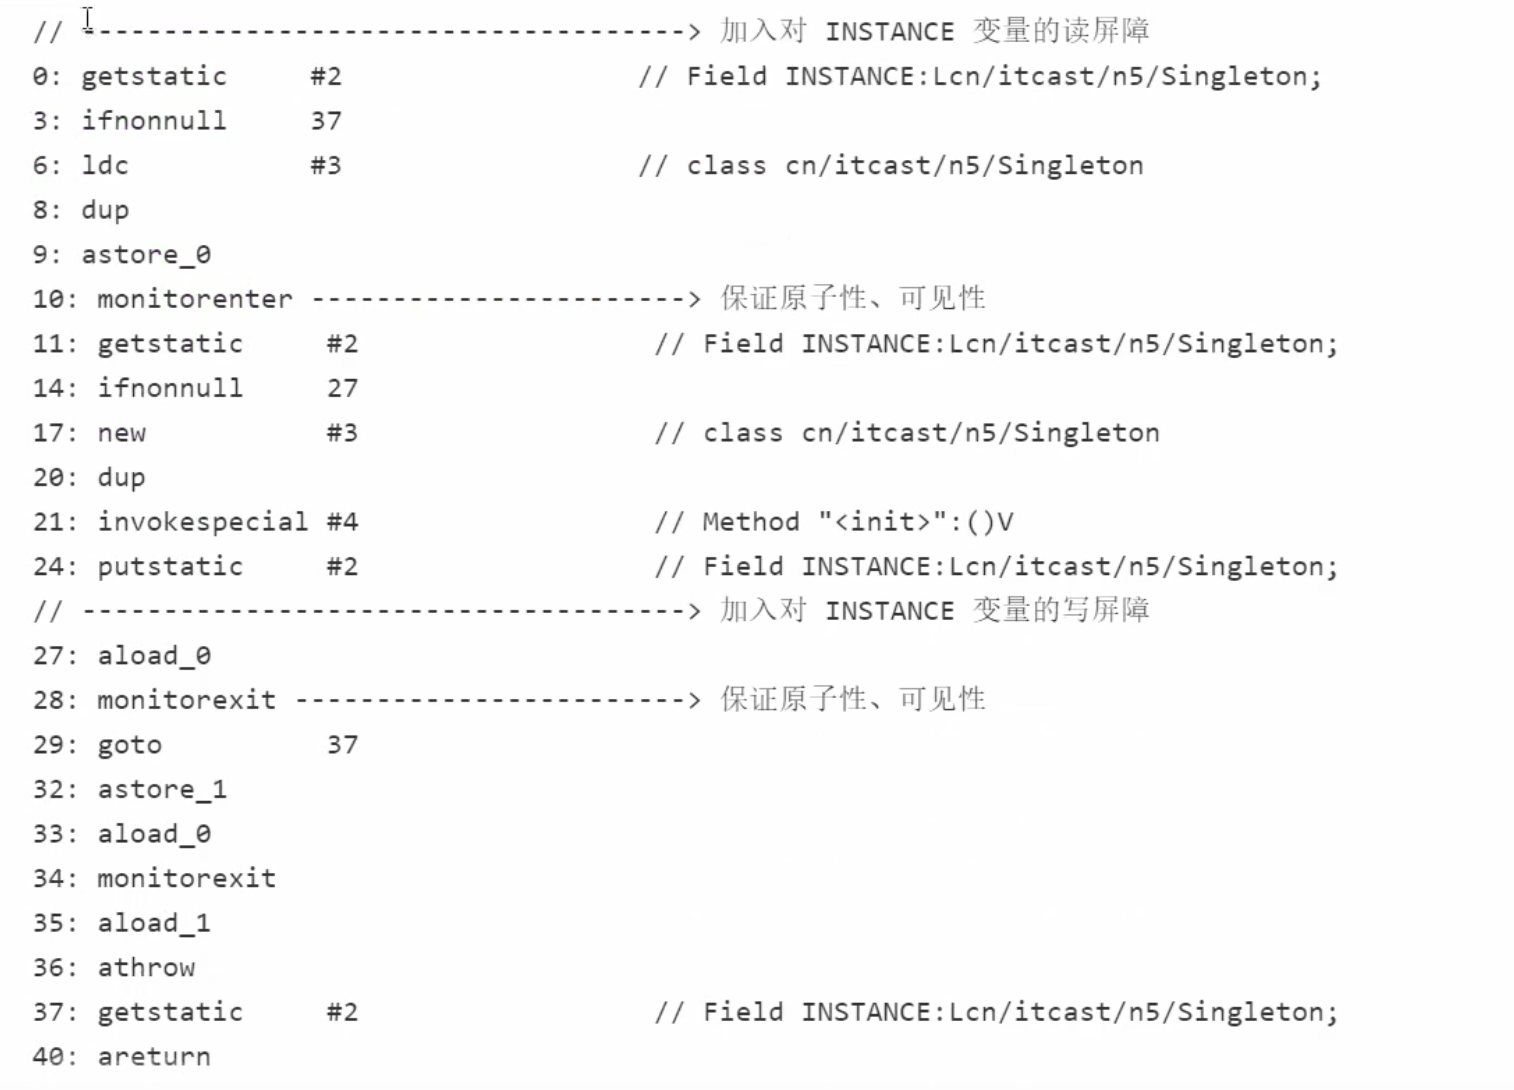 // -------------------------------------> 加入对 INSTANCE 变量的读屏障
0: getstatic     #2                  // Field INSTANCE:Lcn/itcast/n5/Singleton;
3: ifnonnull     37
6: ldc           #3                  // class cn/itcast/n5/Singleton
8: dup
9: astore_0
10: monitorenter -----------------------> 保证原子性、可见性
11: getstatic     #2                  // Field INSTANCE:Lcn/itcast/n5/Singleton;
14: ifnonnull     27
17: new           #3                  // class cn/itcast/n5/Singleton
20: dup
21: invokespecial #4                  // Method "<init>":()V
24: putstatic     #2                  // Field INSTANCE:Lcn/itcast/n5/Singleton;
// -------------------------------------> 加入对 INSTANCE 变量的写屏障
27: aload_0
28: monitorexit ------------------------> 保证原子性、可见性
29: goto          37
32: astore_1
33: aload_0
34: monitorexit
35: aload_1
36: athrow
37: getstatic     #2                  // Field INSTANCE:Lcn/itcast/n5/Singleton;
40: areturn